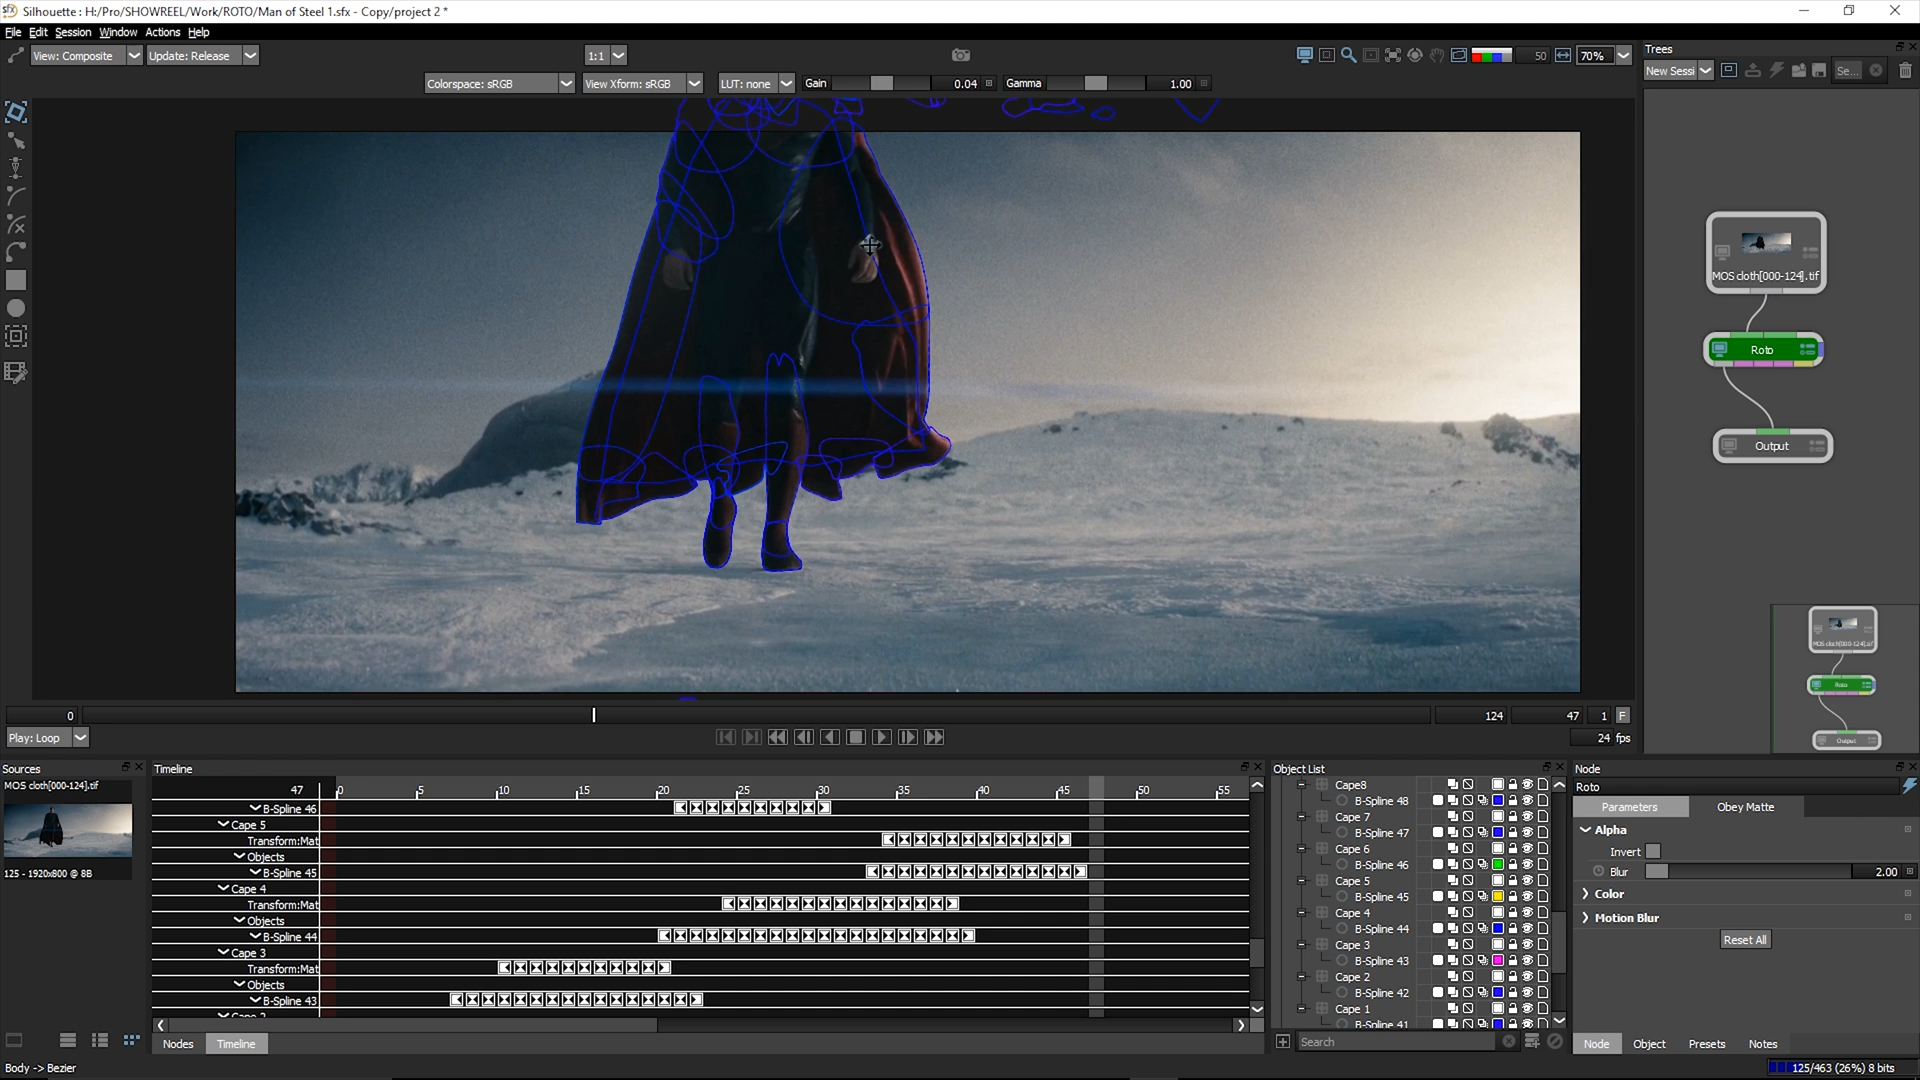 Silhouette : H:/Pro/SHOWREEL/Work/ROTO/Man of Steel 1.sfx - Copy/project 2 *
File Edit Session Window Actions Help
View: Composite Update: Release 1:1 50 70%
Colorspace: sRGB View Xform: sRGB LUT: none Gain 0.04 Gamma 1.00
Trees
New Sessi Se...
MOS cloth[000-124].tif
Roto
Output
MOS cloth[000-124].tif
Roto
Output
0 124 47 1 F
Play: Loop 24 fps
Sources
MOS cloth[000-124].tif
125 - 1920x800 @ 8B
Timeline
47 0 5 10 15 20 25 30 35 40 45 50 55
B-Spline 46
Cape 5
Transform:Mat
Objects
B-Spline 45
Cape 4
Transform:Mat
Objects
B-Spline 44
Cape 3
Transform:Mat
Objects
B-Spline 43
Cape 2
Nodes Timeline
Object List
Cape8
B-Spline 48
Cape 7
B-Spline 47
Cape 6
B-Spline 46
Cape 5
B-Spline 45
Cape 4
B-Spline 44
Cape 3
B-Spline 43
Cape 2
B-Spline 42
Cape 1
B-Spline 41
Search
Node
Roto
Parameters Obey Matte
Alpha
Invert
Blur 2.00
Color
Motion Blur
Reset All
Node Object Presets Notes
Body -> Bezier
125/463 (26%) 8 bits